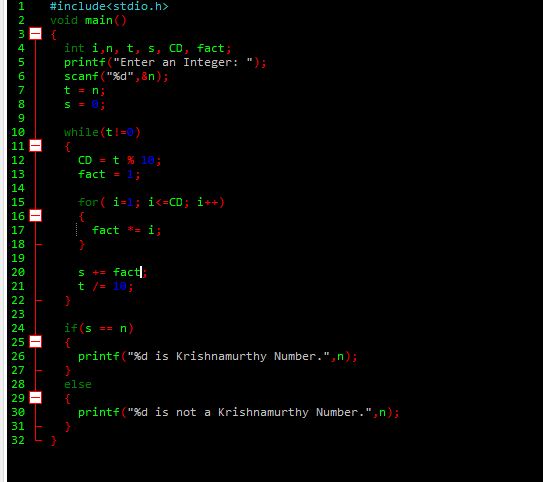 1 #include<stdio.h>
2 void main()
3 {
4 int i,n, t, s, CD, fact;
5 printf("Enter an Integer: ");
6 scanf("%d",&n);
7 t = n;
8 s = 0;
9
10 while(t!=0)
11 {
12 CD = t % 10;
13 fact = 1;
14
15 for( i=1; i<=CD; i++)
16 {
17 fact *= i;
18 }
19
20 s += fact;
21 t /= 10;
22 }
23
24 if(s == n)
25 {
26 printf("%d is Krishnamurthy Number.",n);
27 }
28 else
29 {
30 printf("%d is not a Krishnamurthy Number.",n);
31 }
32 }